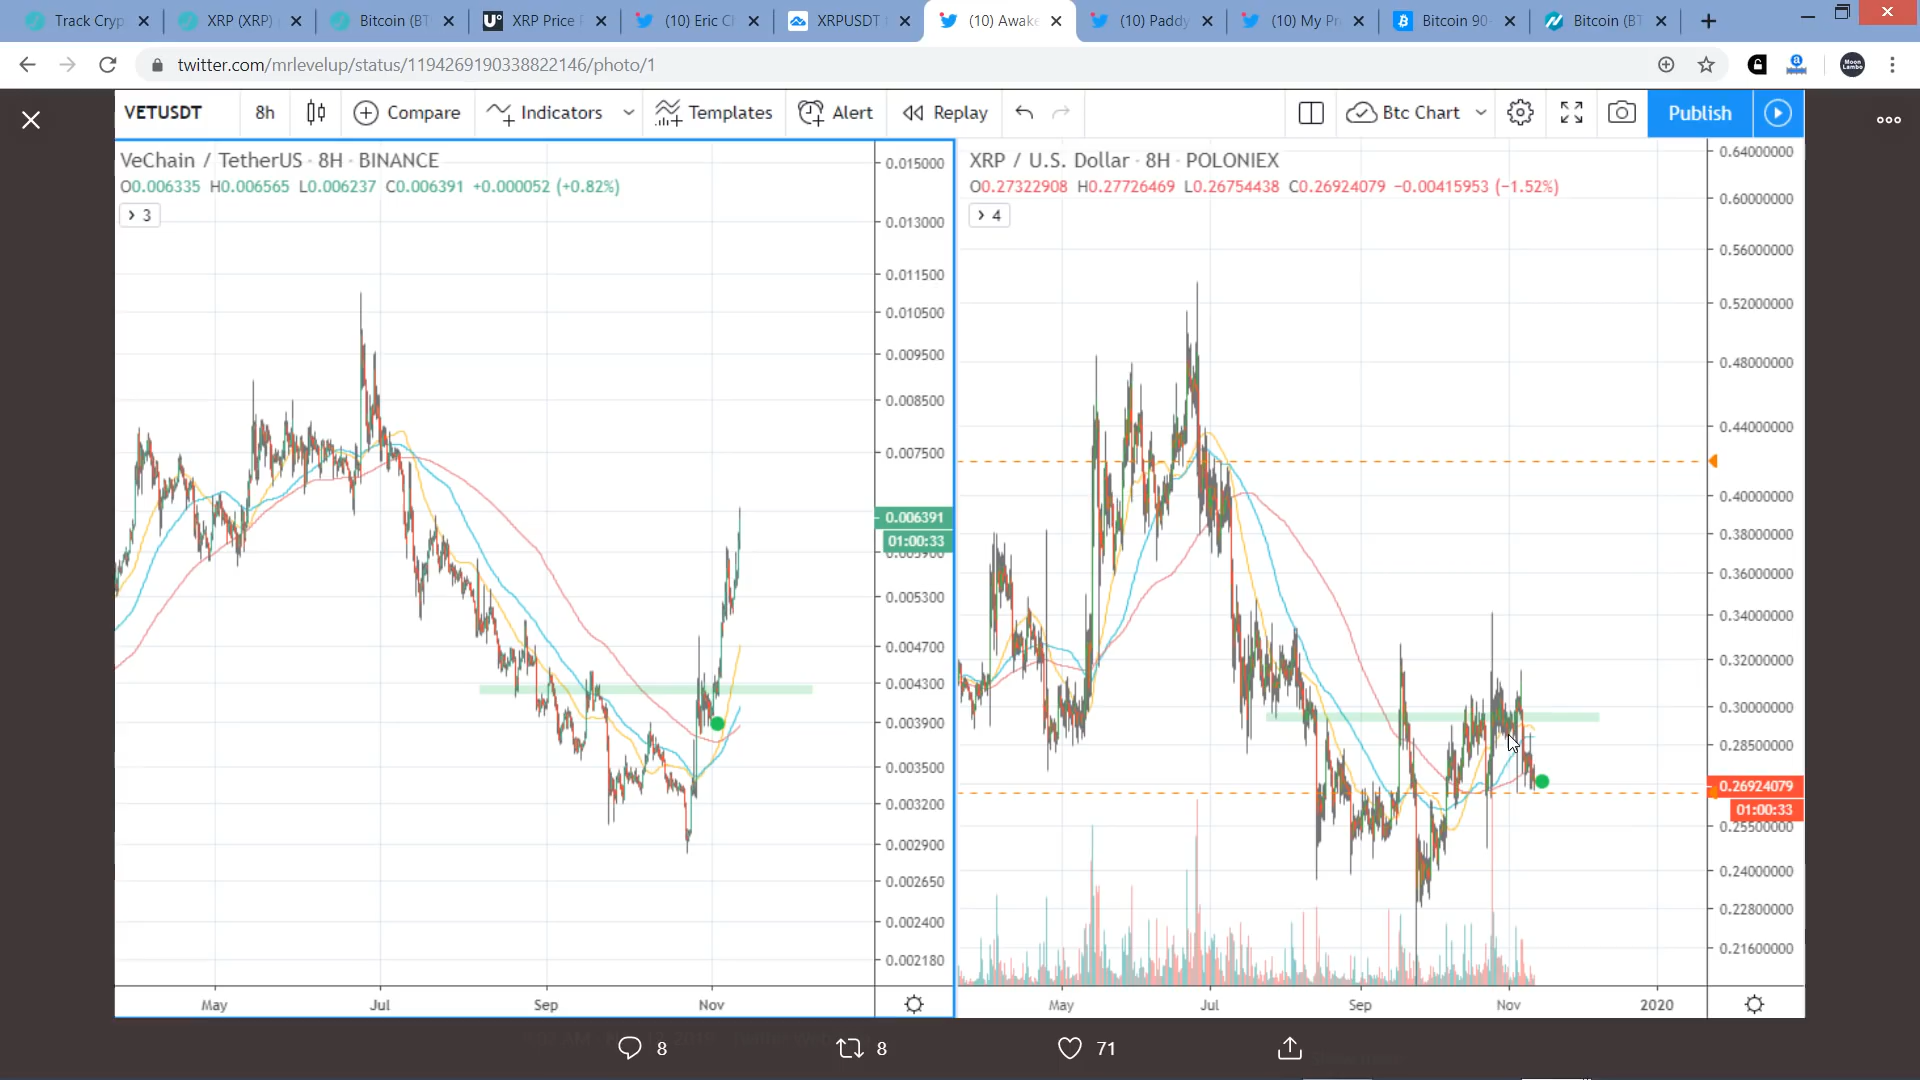 Track Cryp
XRP (XRP)
Bitcoin (BT
XRP Price
(10) Eric Cl
XRPUSDT
(10) Awake
(10) Paddy
(10) My Pr
Bitcoin 90-
Bitcoin (BT
twitter.com/mrlevelup/status/1194269190338822146/photo/1
VETUSDT 8h Compare Indicators Templates Alert Replay Btc Chart Publish
VeChain / TetherUS · 8H · BINANCE
O0.006335 H0.006565 L0.006237 C0.006391 +0.000052 (+0.82%)
3
0.015000
0.013000
0.011500
0.010500
0.009500
0.008500
0.007500
0.006391
01:00:33
0.005900
0.005300
0.004700
0.004300
0.003900
0.003500
0.003200
0.002900
0.002650
0.002400
0.002180
May Jul Sep Nov
XRP / U.S. Dollar · 8H · POLONIEX
O0.27322908 H0.27726469 L0.26754438 C0.26924079 −0.00415953 (−1.52%)
4
0.64000000
0.60000000
0.56000000
0.52000000
0.48000000
0.44000000
0.40000000
0.38000000
0.36000000
0.34000000
0.32000000
0.30000000
0.28500000
0.26924079
01:00:33
0.25500000
0.24000000
0.22800000
0.21600000
May Jul Sep Nov 2020
8 8 71